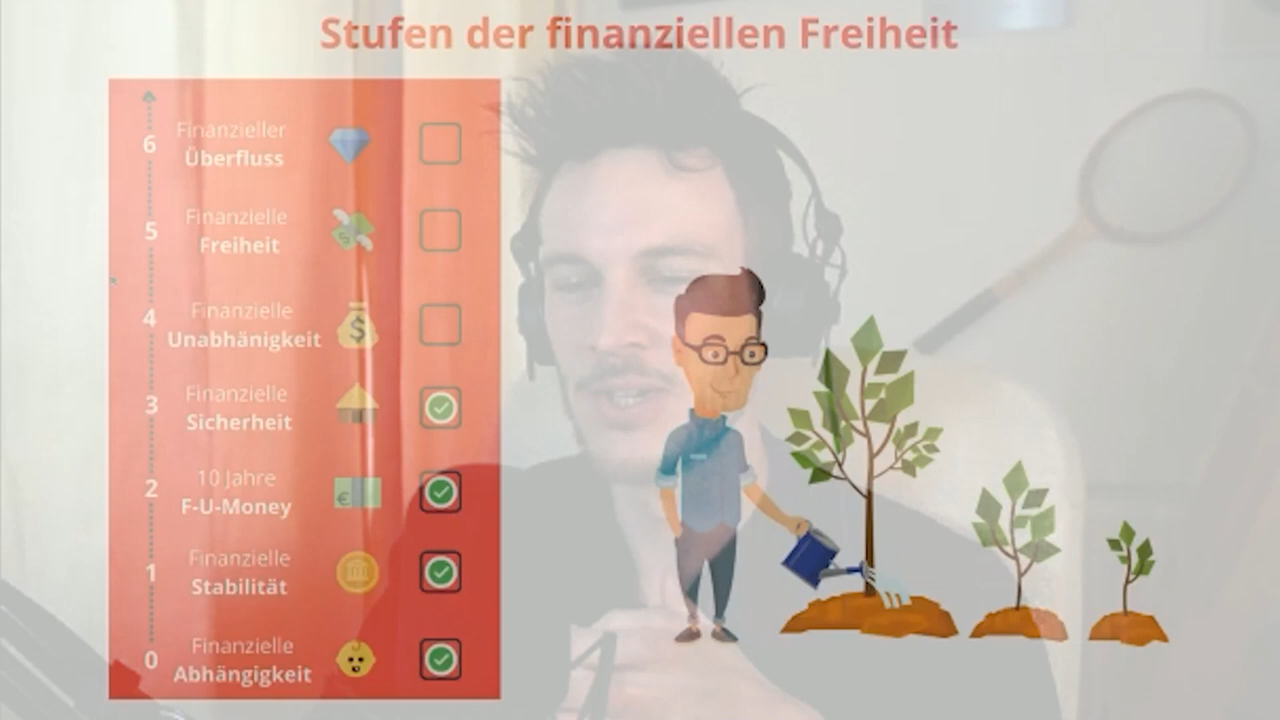 Stufen der finanziellen Freiheit
6
Finanzieller
Überfluss
5
Finanzielle
Freiheit
4
Finanzielle
Unabhänigkeit
3
Finanzielle
Sicherheit
2
10 Jahre
F-U-Money
1
Finanzielle
Stabilität
0
Finanzielle
Abhängigkeit